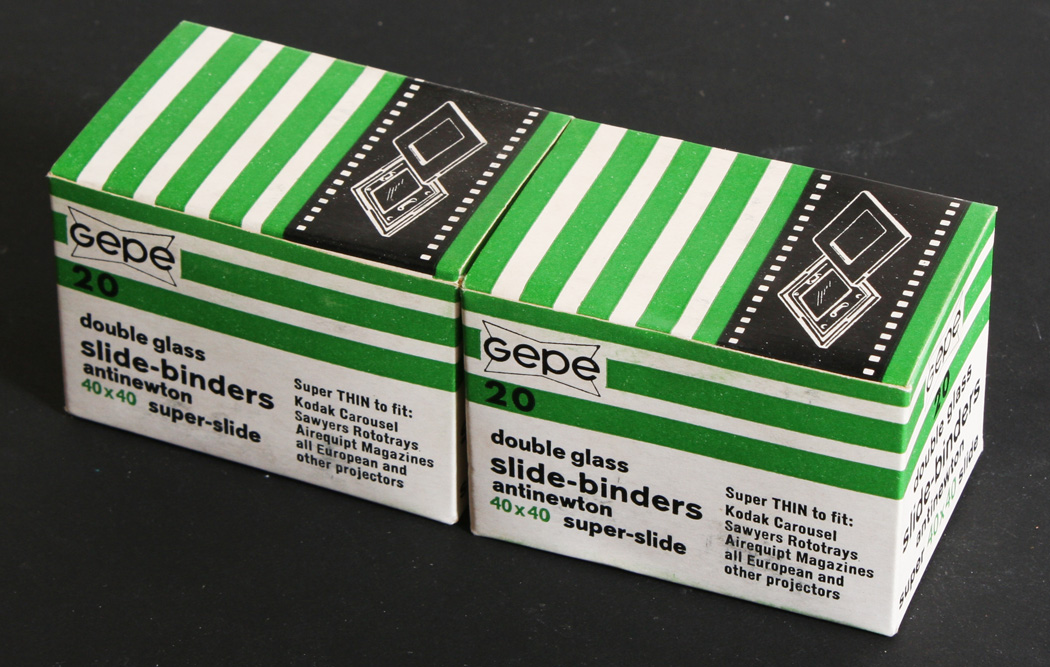 Gepe
20
double glass
slide-binders
antinewton
40x40 super-slide
Super THIN to fit:
Kodak Carousel
Sawyers Rototrays
Airequipt Magazines
all European and
other projectors
Gepe
20
double glass
slide-binders
antinewton
40x40 super-slide
Super THIN to fit:
Kodak Carousel
Sawyers Rototrays
Airequipt Magazines
all European and
other projectors
Gepe
20
double glass
slide-binders
antinewton
super 40x40 slide